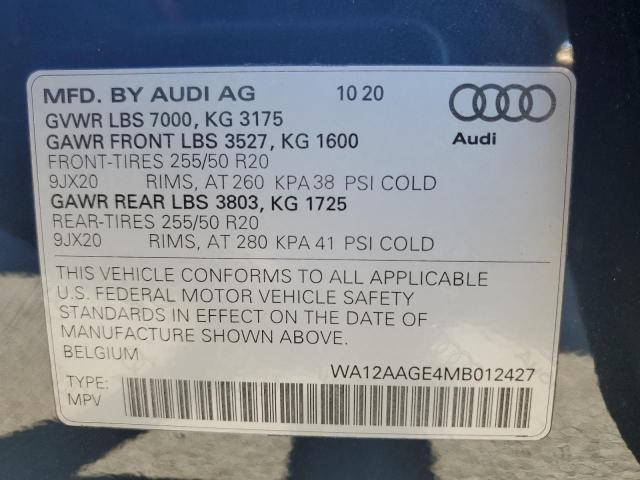 MFD. BY AUDI AG 10 20
GVWR LBS 7000, KG 3175
GAWR FRONT LBS 3527, KG 1600
Audi
FRONT-TIRES 255/50 R20
9JX20 RIMS, AT 260 KPA 38 PSI COLD
GAWR REAR LBS 3803, KG 1725
REAR-TIRES 255/50 R20
9JX20 RIMS, AT 280 KPA 41 PSI COLD
THIS VEHICLE CONFORMS TO ALL APPLICABLE
U.S. FEDERAL MOTOR VEHICLE SAFETY
STANDARDS IN EFFECT ON THE DATE OF
MANUFACTURE SHOWN ABOVE.
BELGIUM
WA12AAGE4MB012427
TYPE:
MPV